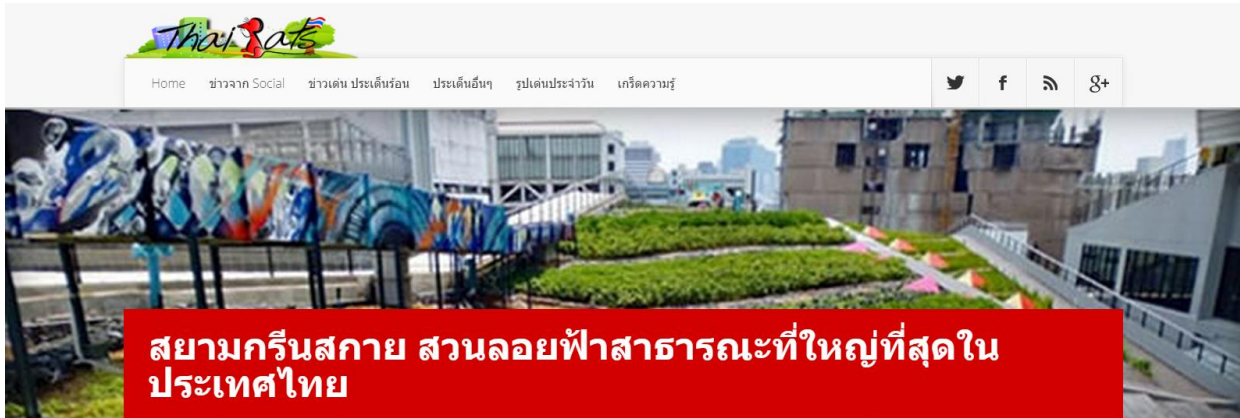 Thai Rats
Home ข่าวจาก Social ข่าวเด่น ประเด็นร้อน ประเด็นอื่นๆ รูปเด่นประจำวัน เกร็ดความรู้
f g+
สยามกรีนสกาย สวนลอยฟ้าสาธารณะที่ใหญ่ที่สุดใน
ประเทศไทย